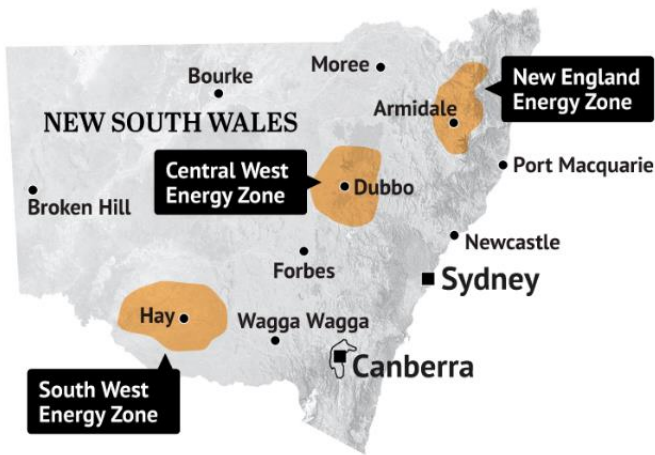 Moree
Bourke
New England
Energy Zone
Armidale
NEW SOUTH WALES
Central West
Energy Zone
Port Macquarie
Dubbo
Broken Hill
Newcastle
Forbes
Sydney
Hay
Wagga Wagga
Canberra
South West
Energy Zone